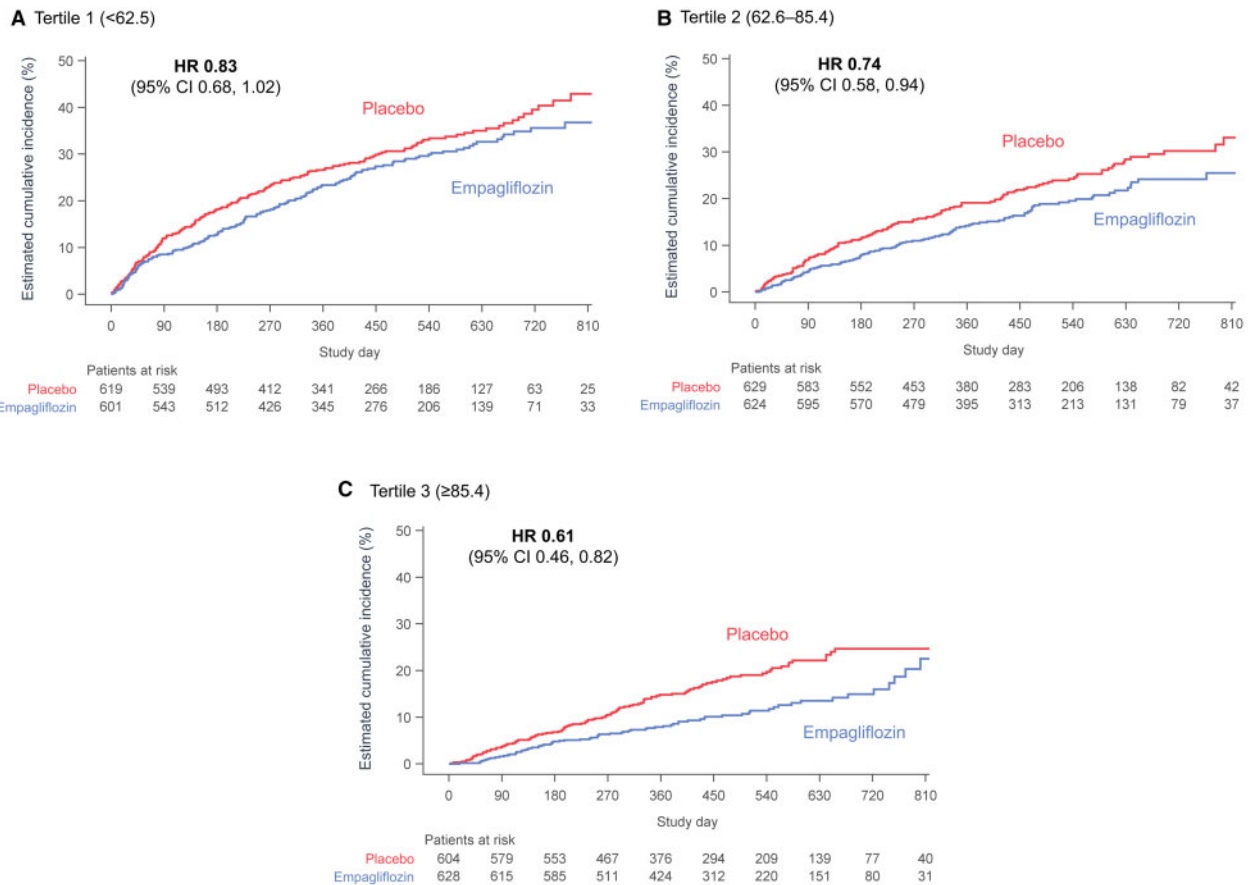 A Tertile 1 (<62.5)
Estimated cumulative incidence (%)
50
40
30
20
10
0
HR 0.83
(95% CI 0.68, 1.02)
Placebo
Empagliflozin
0 90 180 270 360 450 540 630 720 810
Study day
Patients at risk
Placebo 619 539 493 412 341 266 186 127 63 25
Empagliflozin 601 543 512 426 345 276 206 139 71 33
B Tertile 2 (62.6–85.4)
Estimated cumulative incidence (%)
50
40
30
20
10
0
HR 0.74
(95% CI 0.58, 0.94)
Placebo
Empagliflozin
0 90 180 270 360 450 540 630 720 810
Study day
Patients at risk
Placebo 629 583 552 453 380 283 206 138 82 42
Empagliflozin 624 595 570 479 395 313 213 131 79 37
C Tertile 3 (≥85.4)
Estimated cumulative incidence (%)
50
40
30
20
10
0
HR 0.61
(95% CI 0.46, 0.82)
Placebo
Empagliflozin
0 90 180 270 360 450 540 630 720 810
Study day
Patients at risk
Placebo 604 579 553 467 376 294 209 139 77 40
Empagliflozin 628 615 585 511 424 312 220 151 80 31